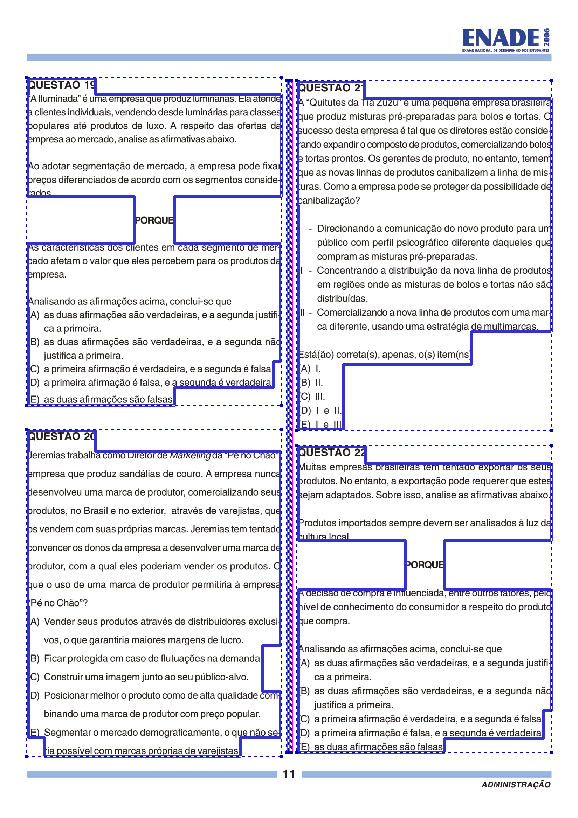 ENADE 2006
EXAME NACIONAL DE DESEMPENHO DOS ESTUDANTES
QUESTÃO 19
"A Iluminada" é uma empresa que produz luminárias. Ela atende
a clientes individuais, vendendo desde luminárias para classes
populares até produtos de luxo. A respeito das ofertas da
empresa ao mercado, analise as afirmativas abaixo.
Ao adotar segmentação de mercado, a empresa pode fixar
preços diferenciados de acordo com os segmentos conside-
rados
PORQUE
As características dos clientes em cada segmento de mer-
cado afetam o valor que eles percebem para os produtos da
empresa.
Analisando as afirmações acima, conclui-se que
A) as duas afirmações são verdadeiras, e a segunda justifi-
ca a primeira.
B) as duas afirmações são verdadeiras, e a segunda não
justifica a primeira.
C) a primeira afirmação é verdadeira, e a segunda é falsa.
D) a primeira afirmação é falsa, e a segunda é verdadeira.
E) as duas afirmações são falsas.
QUESTÃO 20
Jeremias trabalha como Diretor de Marketing da "Pé no Chão",
empresa que produz sandálias de couro. A empresa nunca
desenvolveu uma marca de produtor, comercializando seus
produtos, no Brasil e no exterior, através de varejistas, que
os vendem com suas próprias marcas. Jeremias tem tentado
convencer os donos da empresa a desenvolver uma marca de
produtor, com a qual eles poderiam vender os produtos. O
que o uso de uma marca de produtor permitiria à empresa
"Pé no Chão"?
A) Vender seus produtos através de distribuidores exclusi-
vos, o que garantiria maiores margens de lucro.
B) Ficar protegida em caso de flutuações na demanda.
C) Construir uma imagem junto ao seu público-alvo.
D) Posicionar melhor o produto como de alta qualidade com-
binando uma marca de produtor com preço popular.
E) Segmentar o mercado demograficamente, o que não se-
ria possível com marcas próprias de varejistas.
QUESTÃO 21
A "Quitutes da Tia Zuzu" é uma pequena empresa brasileira
que produz misturas pré-preparadas para bolos e tortas. O
sucesso desta empresa é tal que os diretores estão conside-
rando expandir o composto de produtos, comercializando bolos
e tortas prontos. Os gerentes de produto, no entanto, temem
que as novas linhas de produtos canibalizem a linha de mis-
turas. Como a empresa pode se proteger da possibilidade de
canibalização?
I - Direcionando a comunicação do novo produto para um
público com perfil psicográfico diferente daqueles que
compram as misturas pré-preparadas.
II - Concentrando a distribuição da nova linha de produtos
em regiões onde as misturas de bolos e tortas não são
distribuídas.
III - Comercializando a nova linha de produtos com uma mar-
ca diferente, usando uma estratégia de multimarcas.
Está(ão) correta(s), apenas, o(s) item(ns)
A) I.
B) II.
C) III.
D) I e II.
E) I e III.
QUESTÃO 22
Muitas empresas brasileiras têm tentado exportar os seus
produtos. No entanto, a exportação pode requerer que estes
sejam adaptados. Sobre isso, analise as afirmativas abaixo.
Produtos importados sempre devem ser analisados à luz da
cultura local
PORQUE
A decisão de compra é influenciada, entre outros fatores, pelo
nível de conhecimento do consumidor a respeito do produto
que compra.
Analisando as afirmações acima, conclui-se que
A) as duas afirmações são verdadeiras, e a segunda justifi-
ca a primeira.
B) as duas afirmações são verdadeiras, e a segunda não
justifica a primeira.
C) a primeira afirmação é verdadeira, e a segunda é falsa.
D) a primeira afirmação é falsa, e a segunda é verdadeira.
E) as duas afirmações são falsas.
11
ADMINISTRAÇÃO